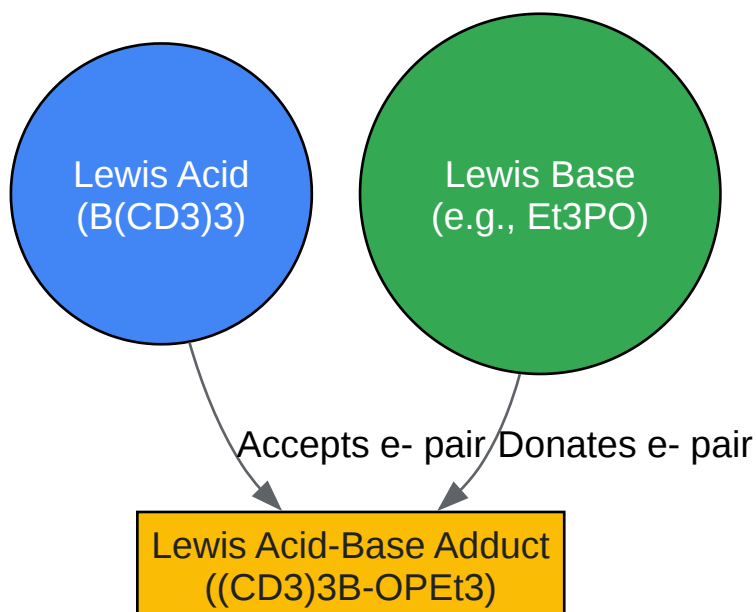 Lewis Acid
(B(CD3)3)
Lewis Base
(e.g., Et3PO)
Accepts e- pair
Donates e- pair
Lewis Acid-Base Adduct
((CD3)3B-OPEt3)